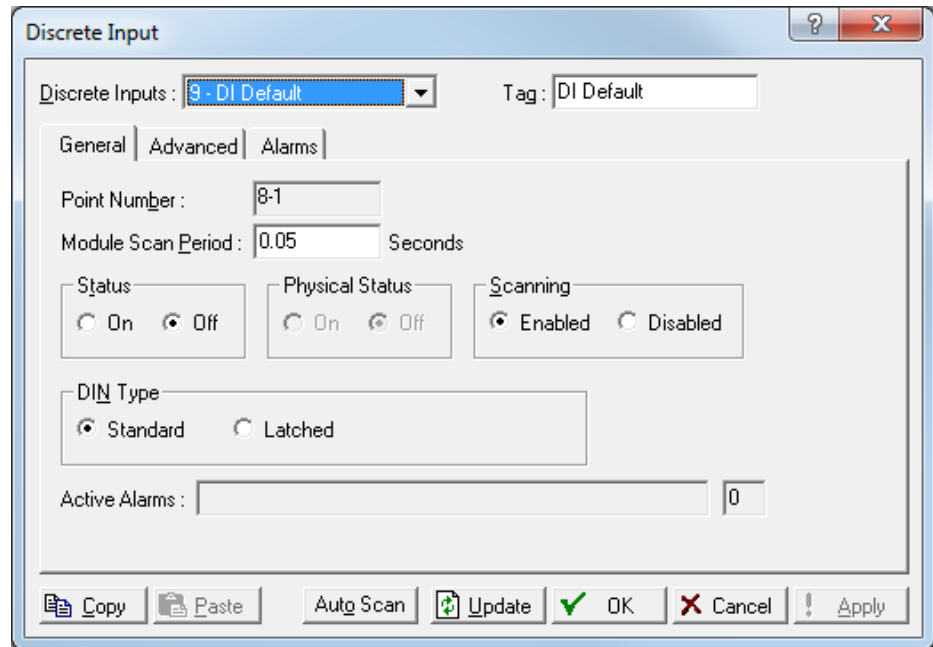 Discrete Input
Discrete Inputs : 9 - DI Default Tag : DI Default
General Advanced Alarms
Point Number : 8-1
Module Scan Period : 0.05 Seconds
Status Physical Status Scanning
On Off On Off Enabled Disabled
DIN Type
Standard Latched
Active Alarms : 0
Copy Paste Auto Scan Update OK Cancel ! Apply